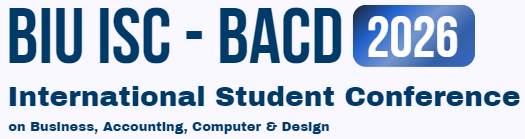 BIU ISC - BACD 2026
International Student Conference
on Business, Accounting, Computer & Design